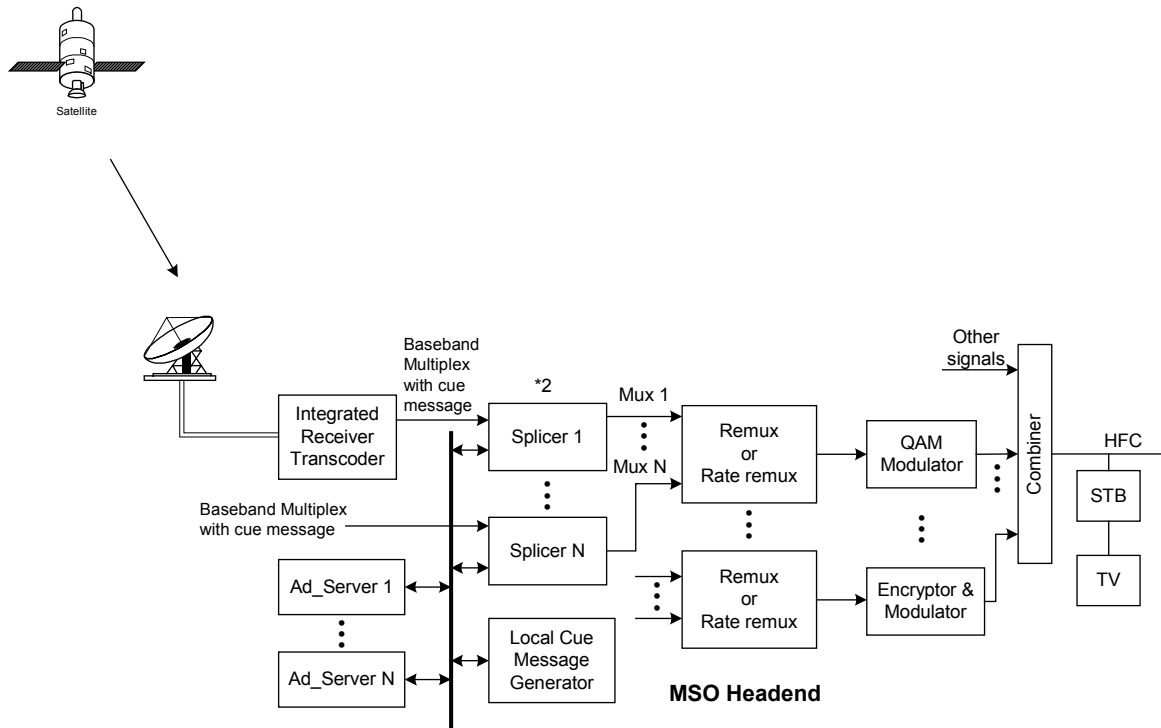 Satellite
Other
signals
Baseband
Multiplex
with cue
message
*2
Mux 1
Integrated
Receiver
Transcoder
Splicer 1
Remux
or
Rate remux
QAM
Modulator
Combiner
HFC
Mux N
STB
Baseband Multiplex
with cue message
Splicer N
Ad_Server 1
Remux
or
Rate remux
Encryptor &
Modulator
TV
Local Cue
Message
Generator
Ad_Server N
MSO Headend